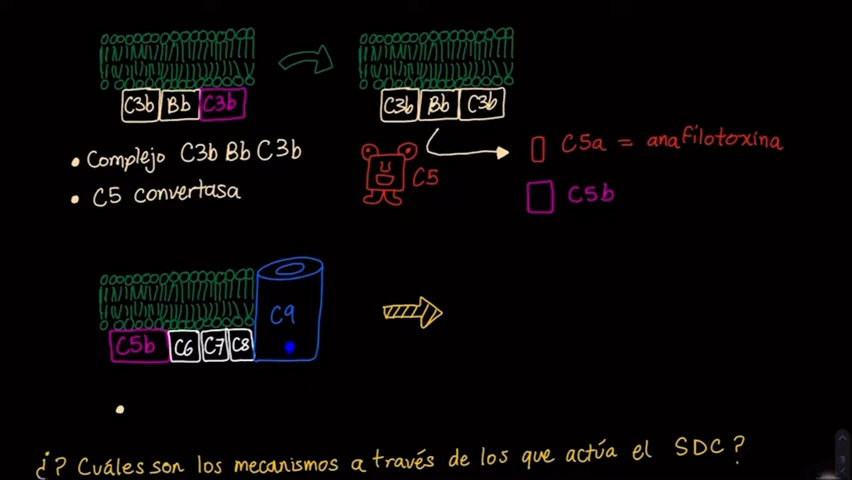 C3b Bb C3b
C3b Bb C3b
• Complejo C3b Bb C3b
• C5 convertasa
C5
C5a = anafilotoxina
C5b
C9
C5b C6 C7 C8
¿? Cuáles son los mecanismos a través de los que actúa el SDC?
3